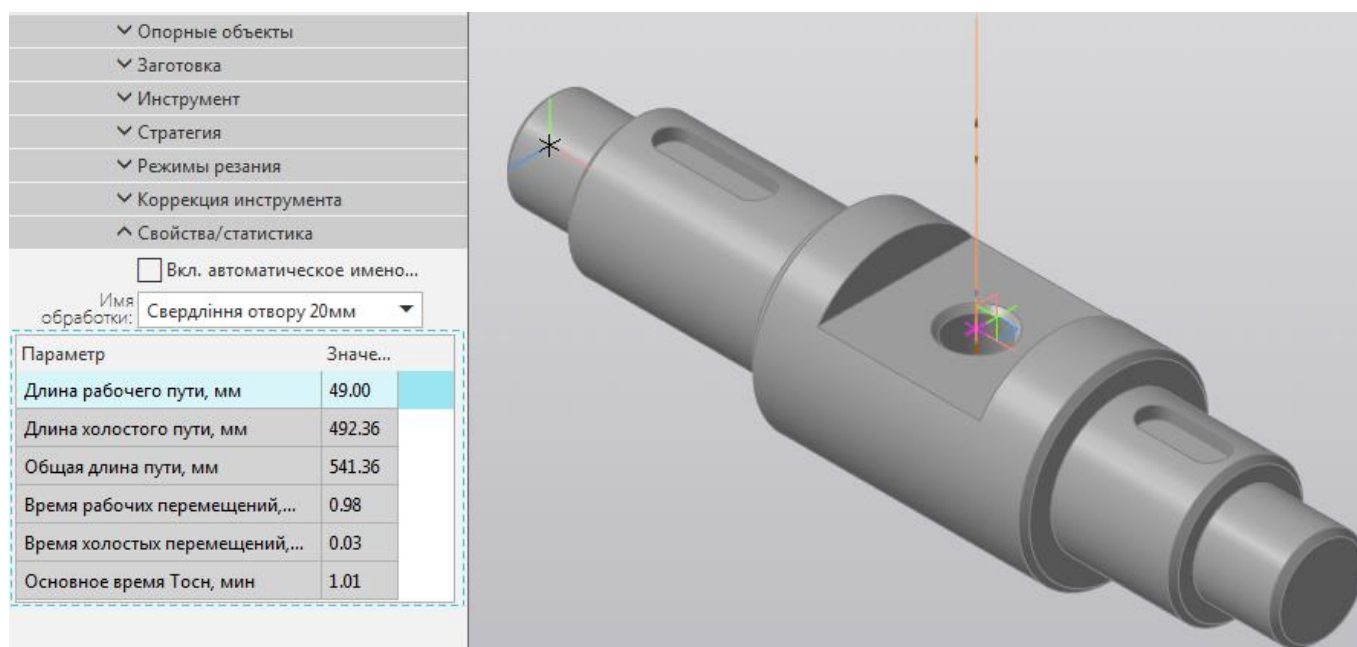 Опорные объекты
Заготовка
Инструмент
Стратегия
Режимы резания
Коррекция инструмента
Свойства/статистика
Вкл. автоматическое имено...
Имя обработки: Свердління отвору 20мм
Параметр Значе...
Длина рабочего пути, мм 49.00
Длина холостого пути, мм 492.36
Общая длина пути, мм 541.36
Время рабочих перемещений,... 0.98
Время холостых перемещений,... 0.03
Основное время Тосн, мин 1.01